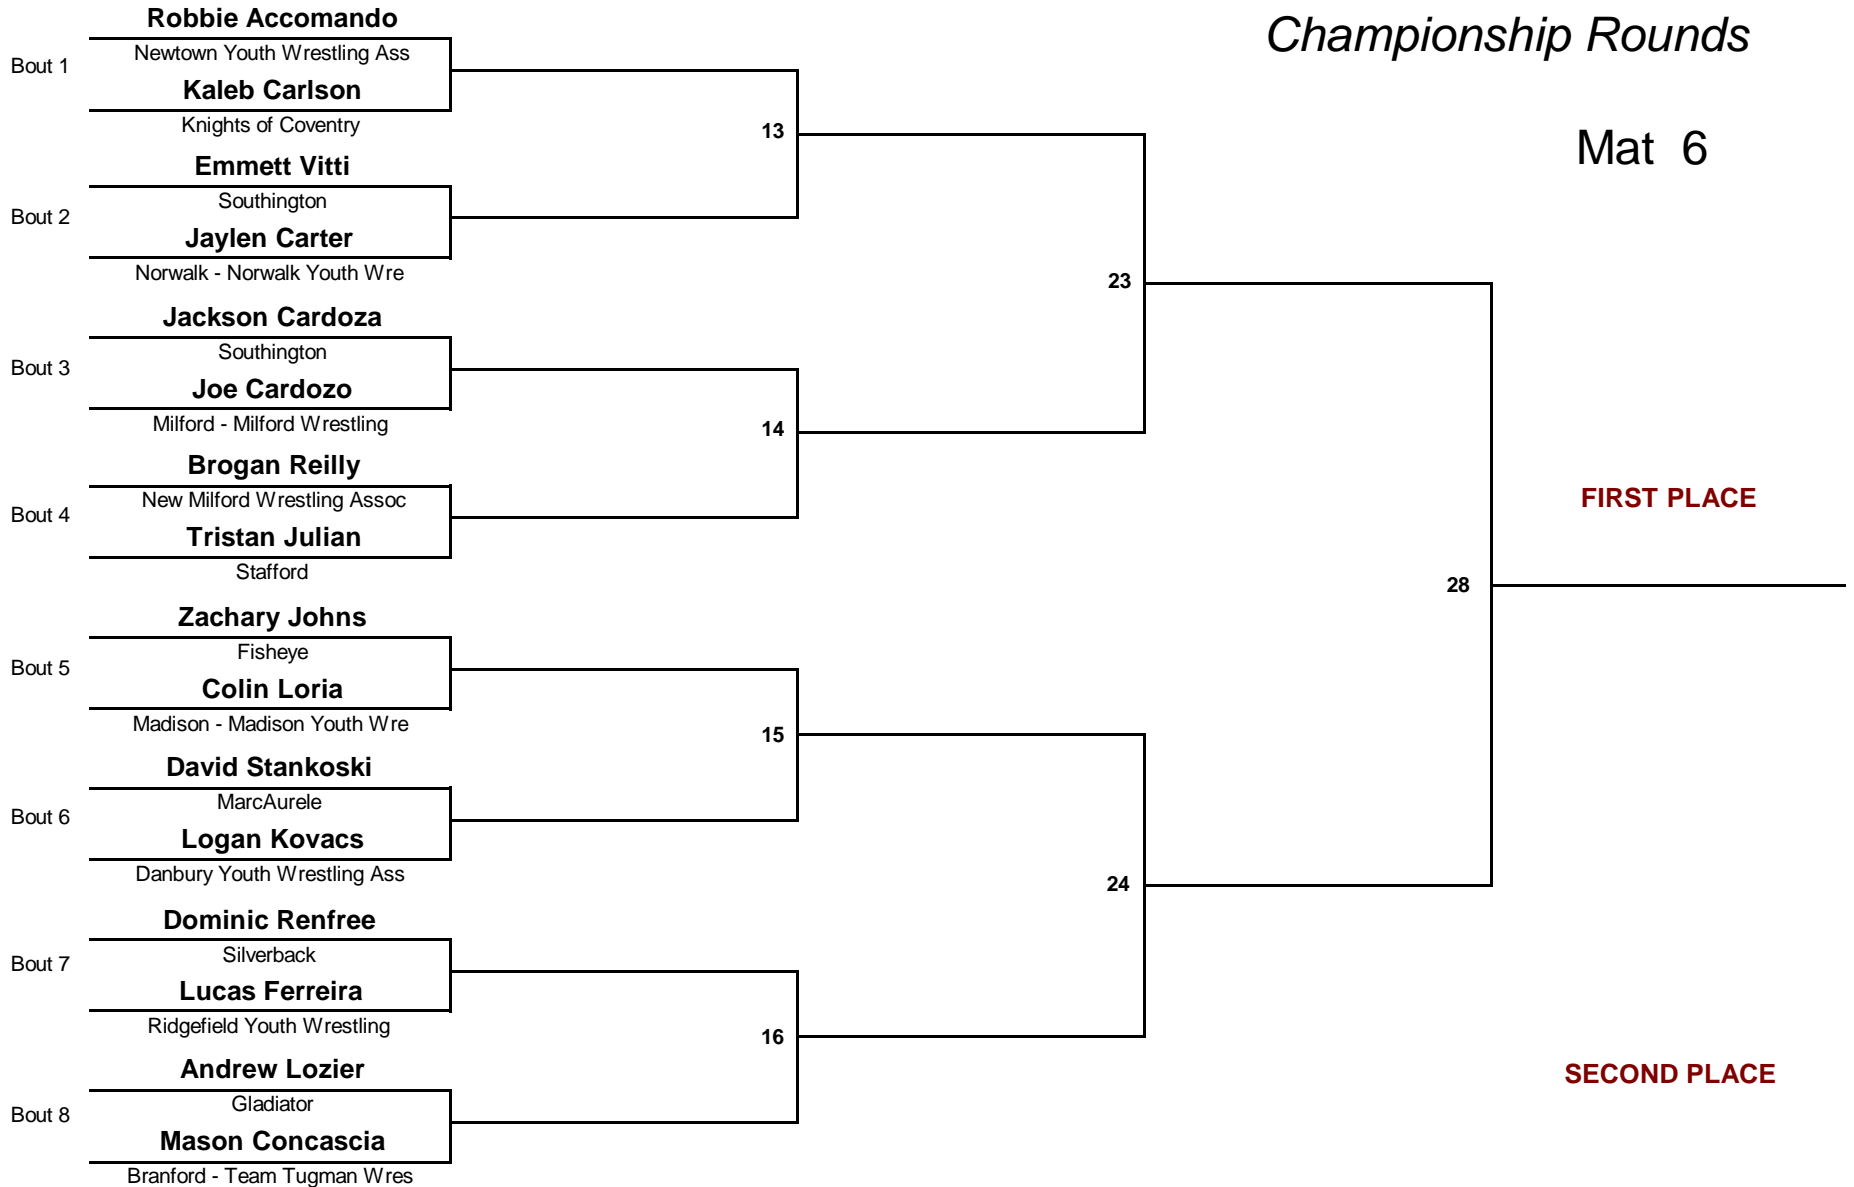 Championship Rounds
Mat 6
Robbie Accomando
Bout 1
Newtown Youth Wrestling Ass
Kaleb Carlson
Knights of Coventry
13
Emmett Vitti
Bout 2
Southington
Jaylen Carter
Norwalk - Norwalk Youth Wre
23
Jackson Cardoza
Bout 3
Southington
Joe Cardozo
Milford - Milford Wrestling
14
Brogan Reilly
Bout 4
New Milford Wrestling Assoc
Tristan Julian
Stafford
FIRST PLACE
28
Zachary Johns
Bout 5
Fisheye
Colin Loria
Madison - Madison Youth Wre
15
David Stankoski
Bout 6
MarcAurele
Logan Kovacs
Danbury Youth Wrestling Ass
24
Dominic Renfree
Bout 7
Silverback
Lucas Ferreira
Ridgefield Youth Wrestling
16
Andrew Lozier
Bout 8
Gladiator
Mason Concascia
Branford - Team Tugman Wres
SECOND PLACE